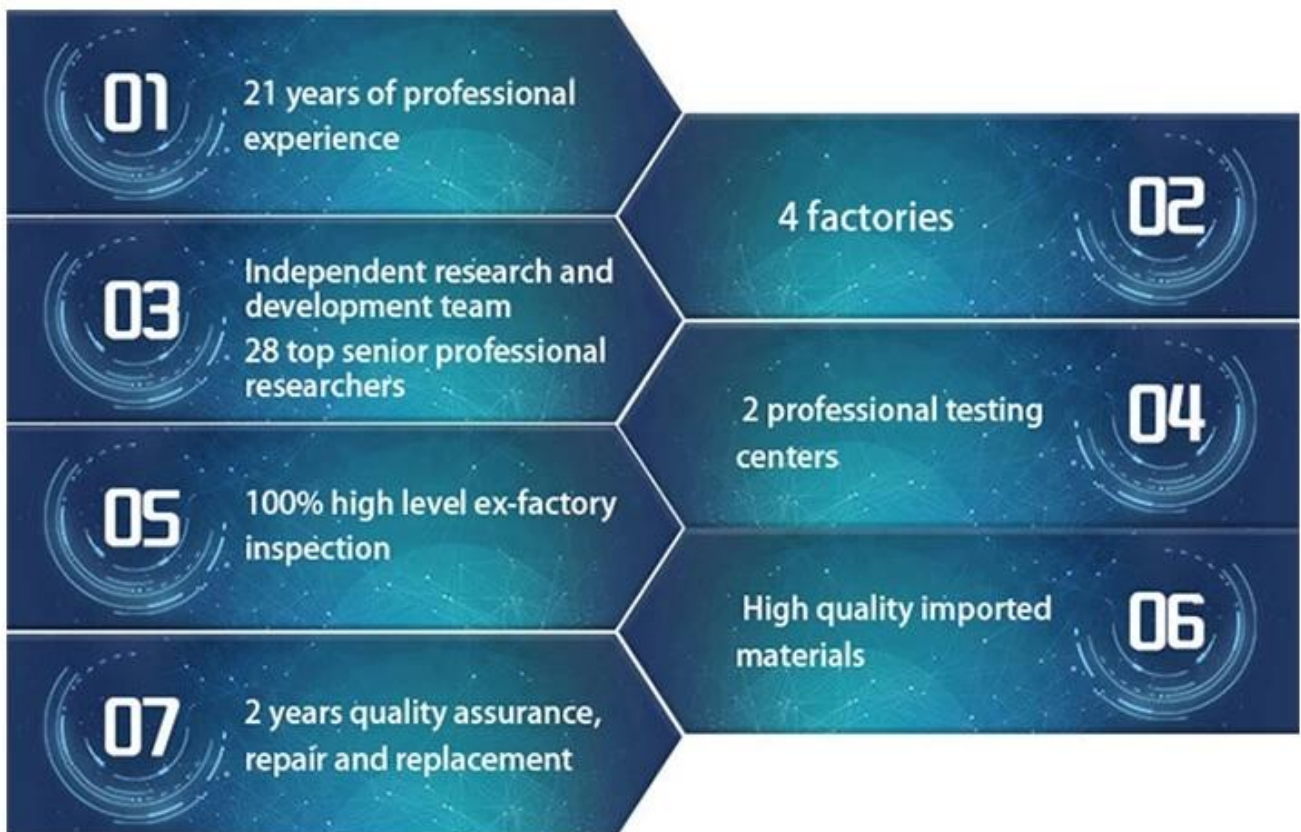 01
21 years of professional
experience
02
4 factories
03
Independent research and
development team
28 top senior professional
researchers
04
2 professional testing
centers
05
100% high level ex-factory
inspection
06
High quality imported
materials
07
2 years quality assurance,
repair and replacement